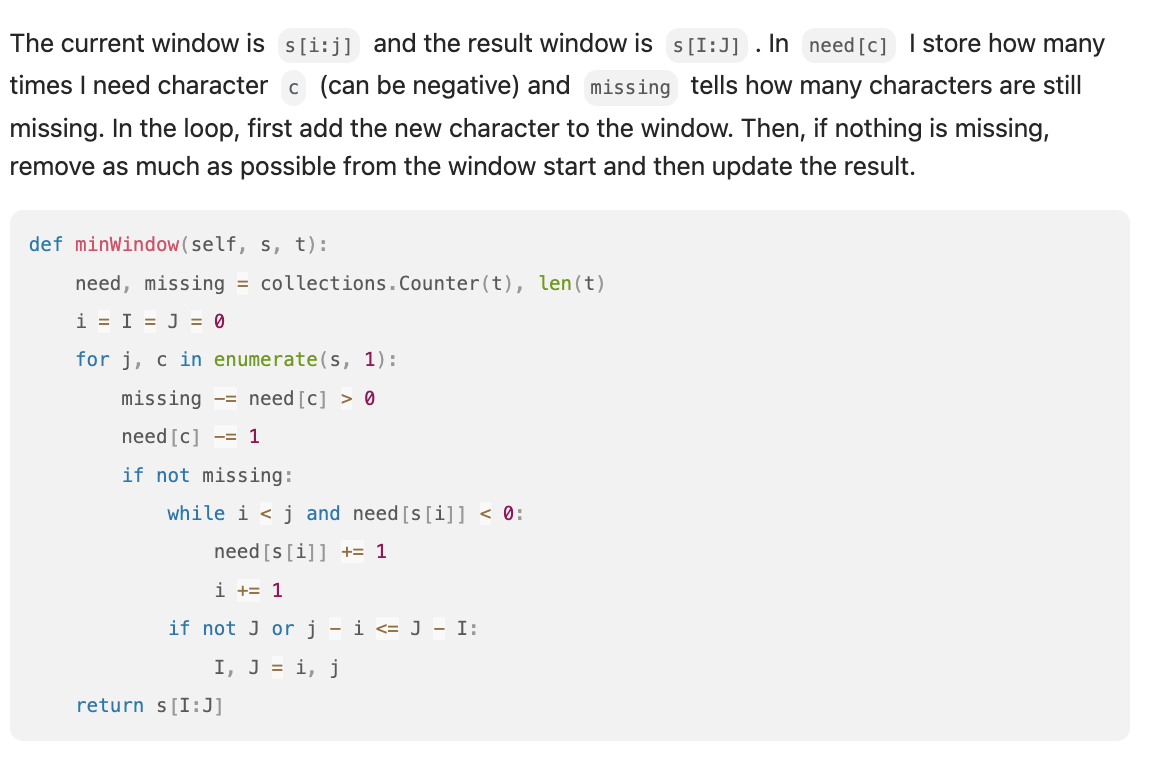 The current window is s[i:j] and the result window is s[I:J] . In need[c] I store how many
times I need character c (can be negative) and missing tells how many characters are still
missing. In the loop, first add the new character to the window. Then, if nothing is missing,
remove as much as possible from the window start and then update the result.
def minWindow(self, s, t):
    need, missing = collections.Counter(t), len(t)
    i = I = J = 0
    for j, c in enumerate(s, 1):
        missing -= need[c] > 0
        need[c] -= 1
        if not missing:
            while i < j and need[s[i]] < 0:
                need[s[i]] += 1
                i += 1
            if not J or j - i <= J - I:
                I, J = i, j
    return s[I:J]